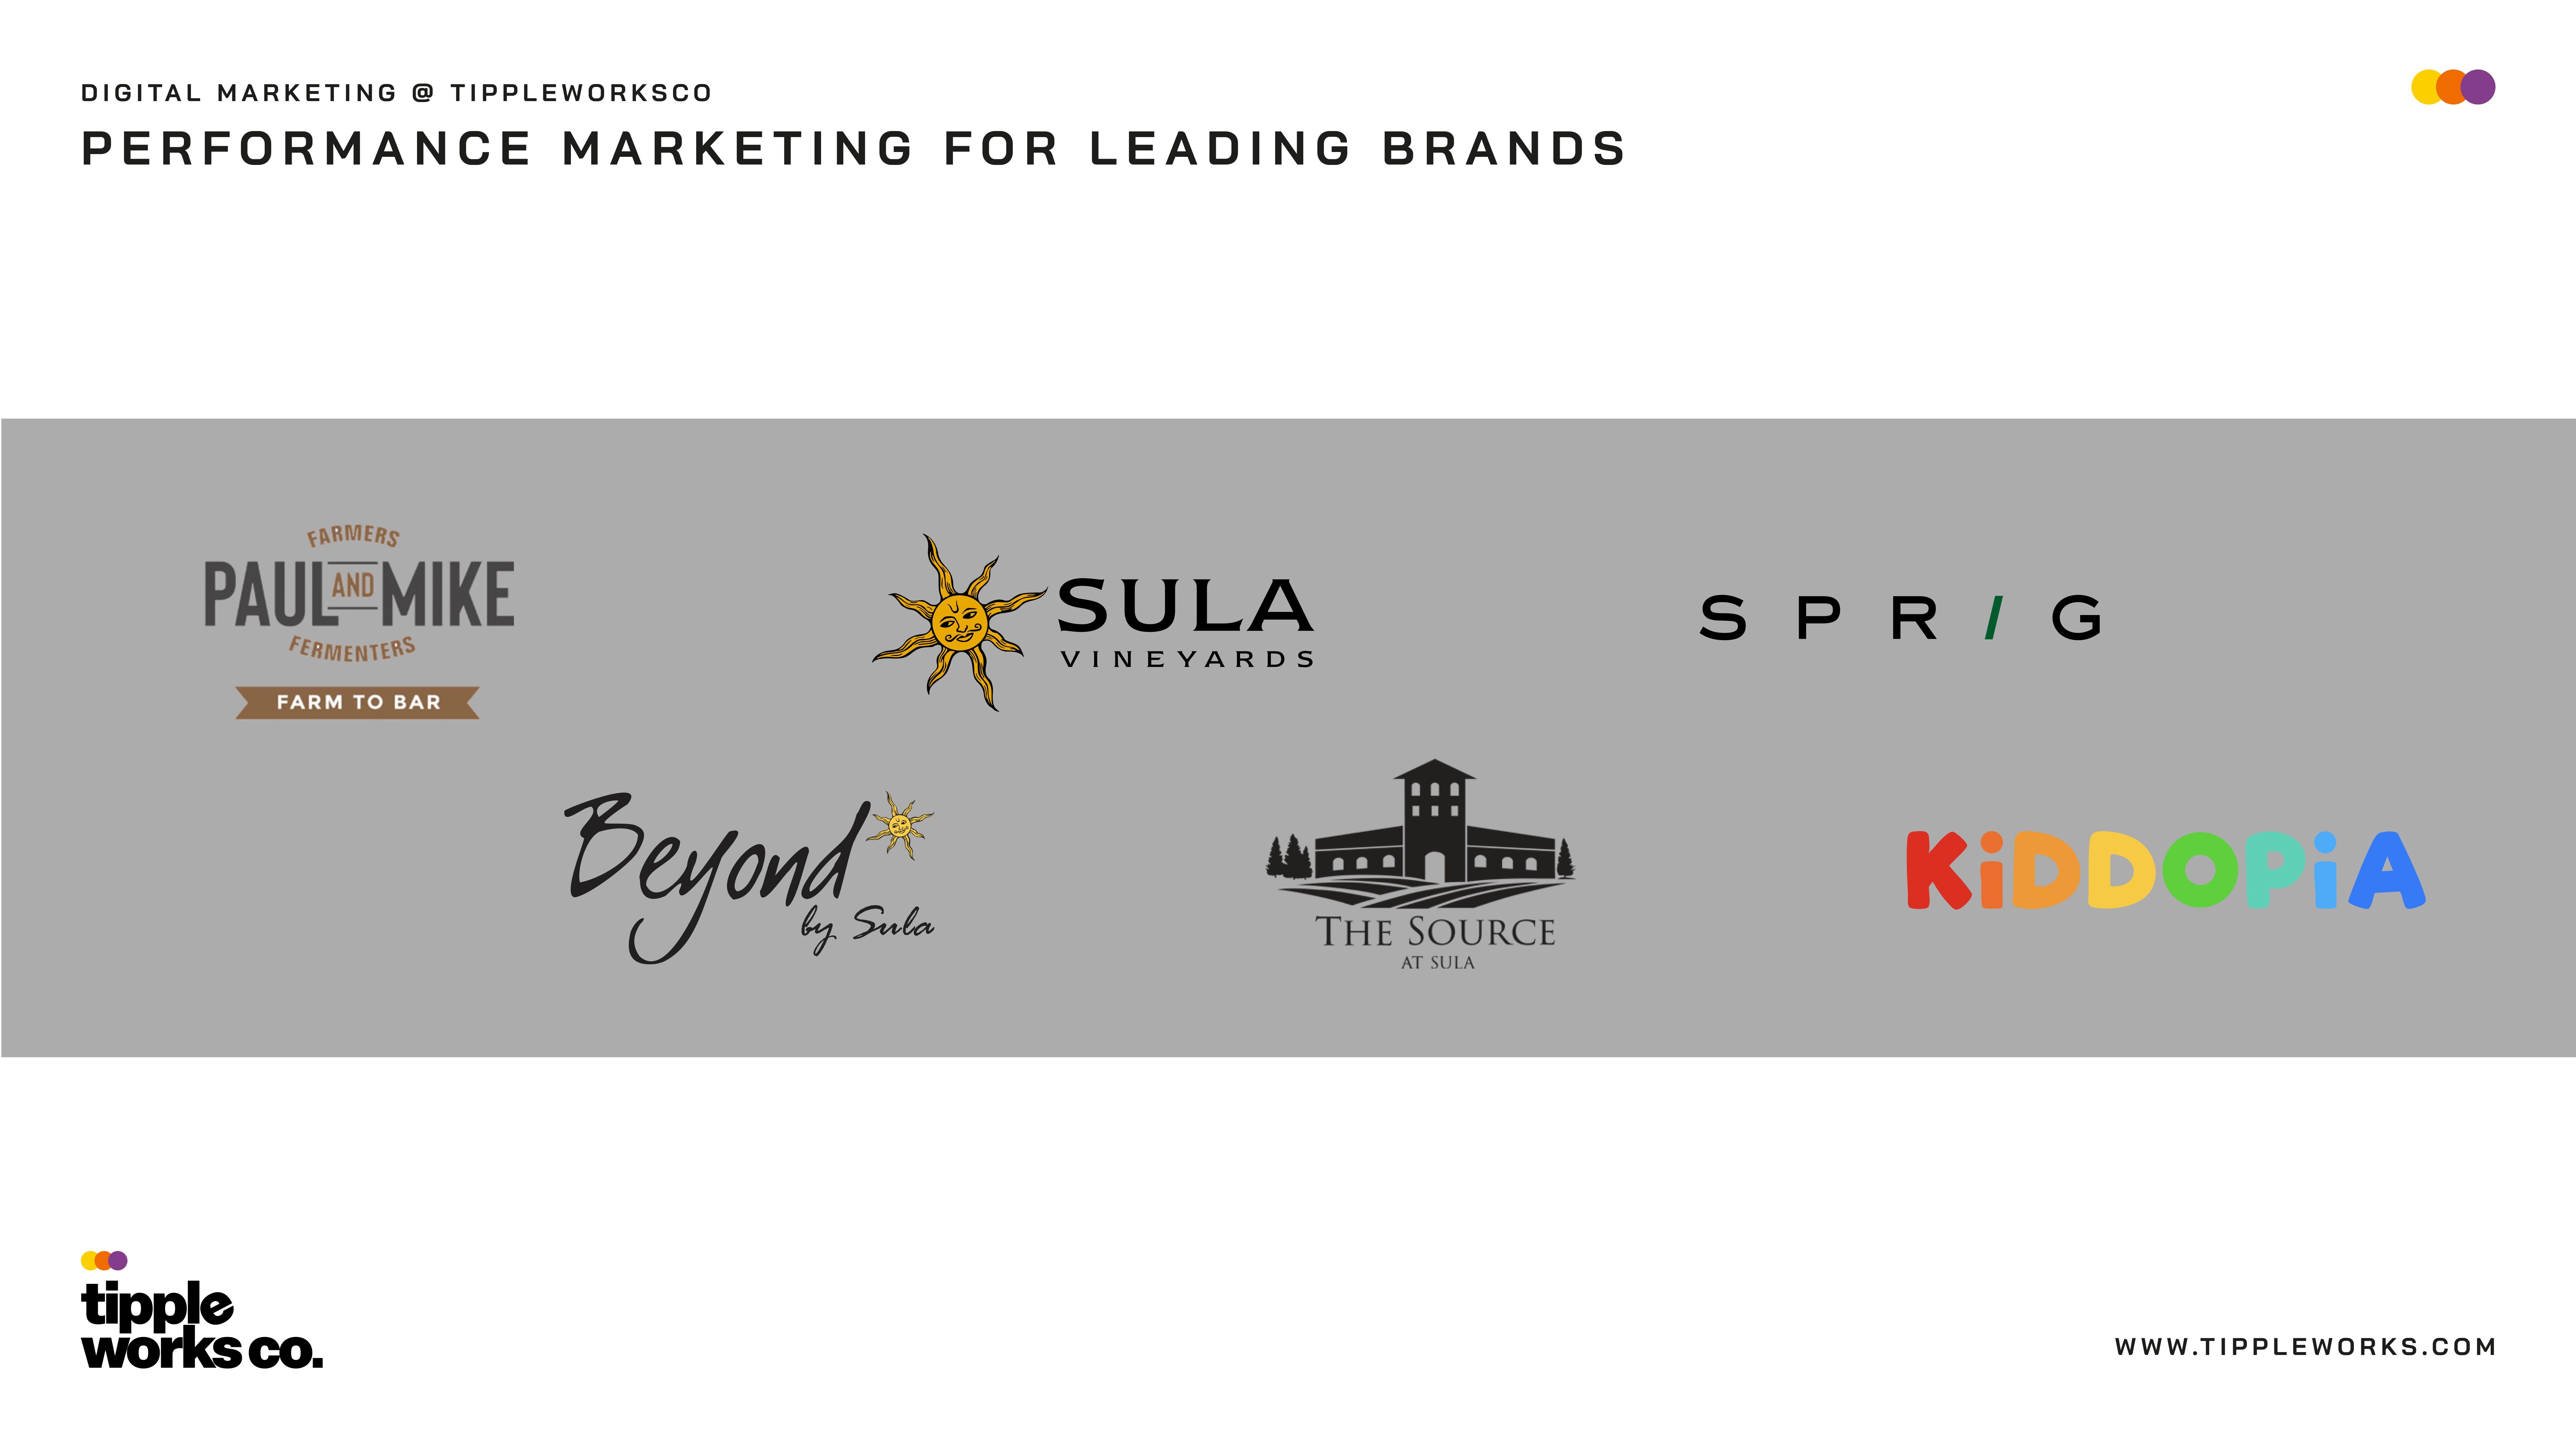 DIGITAL MARKETING @ TIPPLEWORKSCO
PERFORMANCE MARKETING FOR LEADING BRANDS
FARMERS
PAUL AND MIKE
FERMENTERS
FARM TO BAR
SULA
VINEYARDS
SPRIG
Beyond
by Sula
THE SOURCE
AT SULA
KiDDOPiA
tipple
works co.
WWW.TIPPLEWORKS.COM